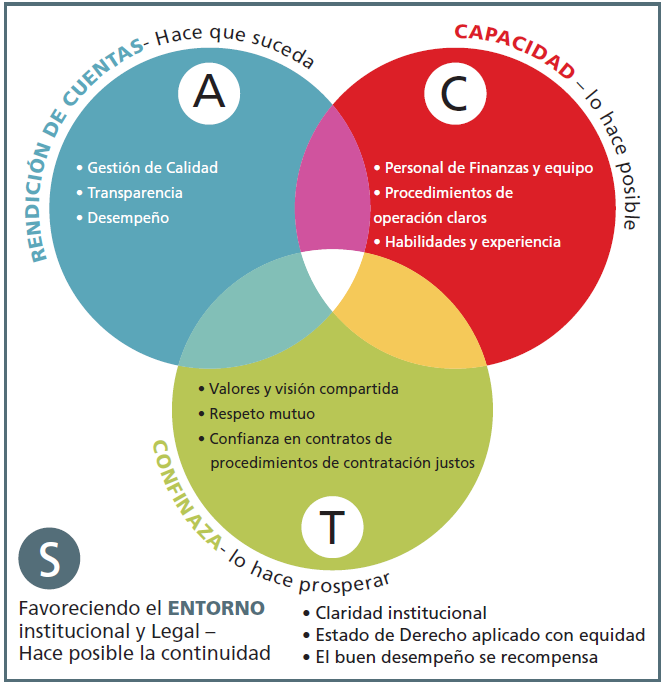 RENDICIÓN DE CUENTAS- Hace que suceda
A
• Gestión de Calidad
• Transparencia
• Desempeño
CAPACIDAD – lo hace posible
C
• Personal de Finanzas y equipo
• Procedimientos de
operación claros
• Habilidades y experiencia
• Valores y visión compartida
• Respeto mutuo
• Confianza en contratos de
procedimientos de contratación justos
T
CONFINAZA- lo hace prosperar
S
Favoreciendo el ENTORNO
institucional y Legal –
Hace posible la continuidad
• Claridad institucional
• Estado de Derecho aplicado con equidad
• El buen desempeño se recompensa